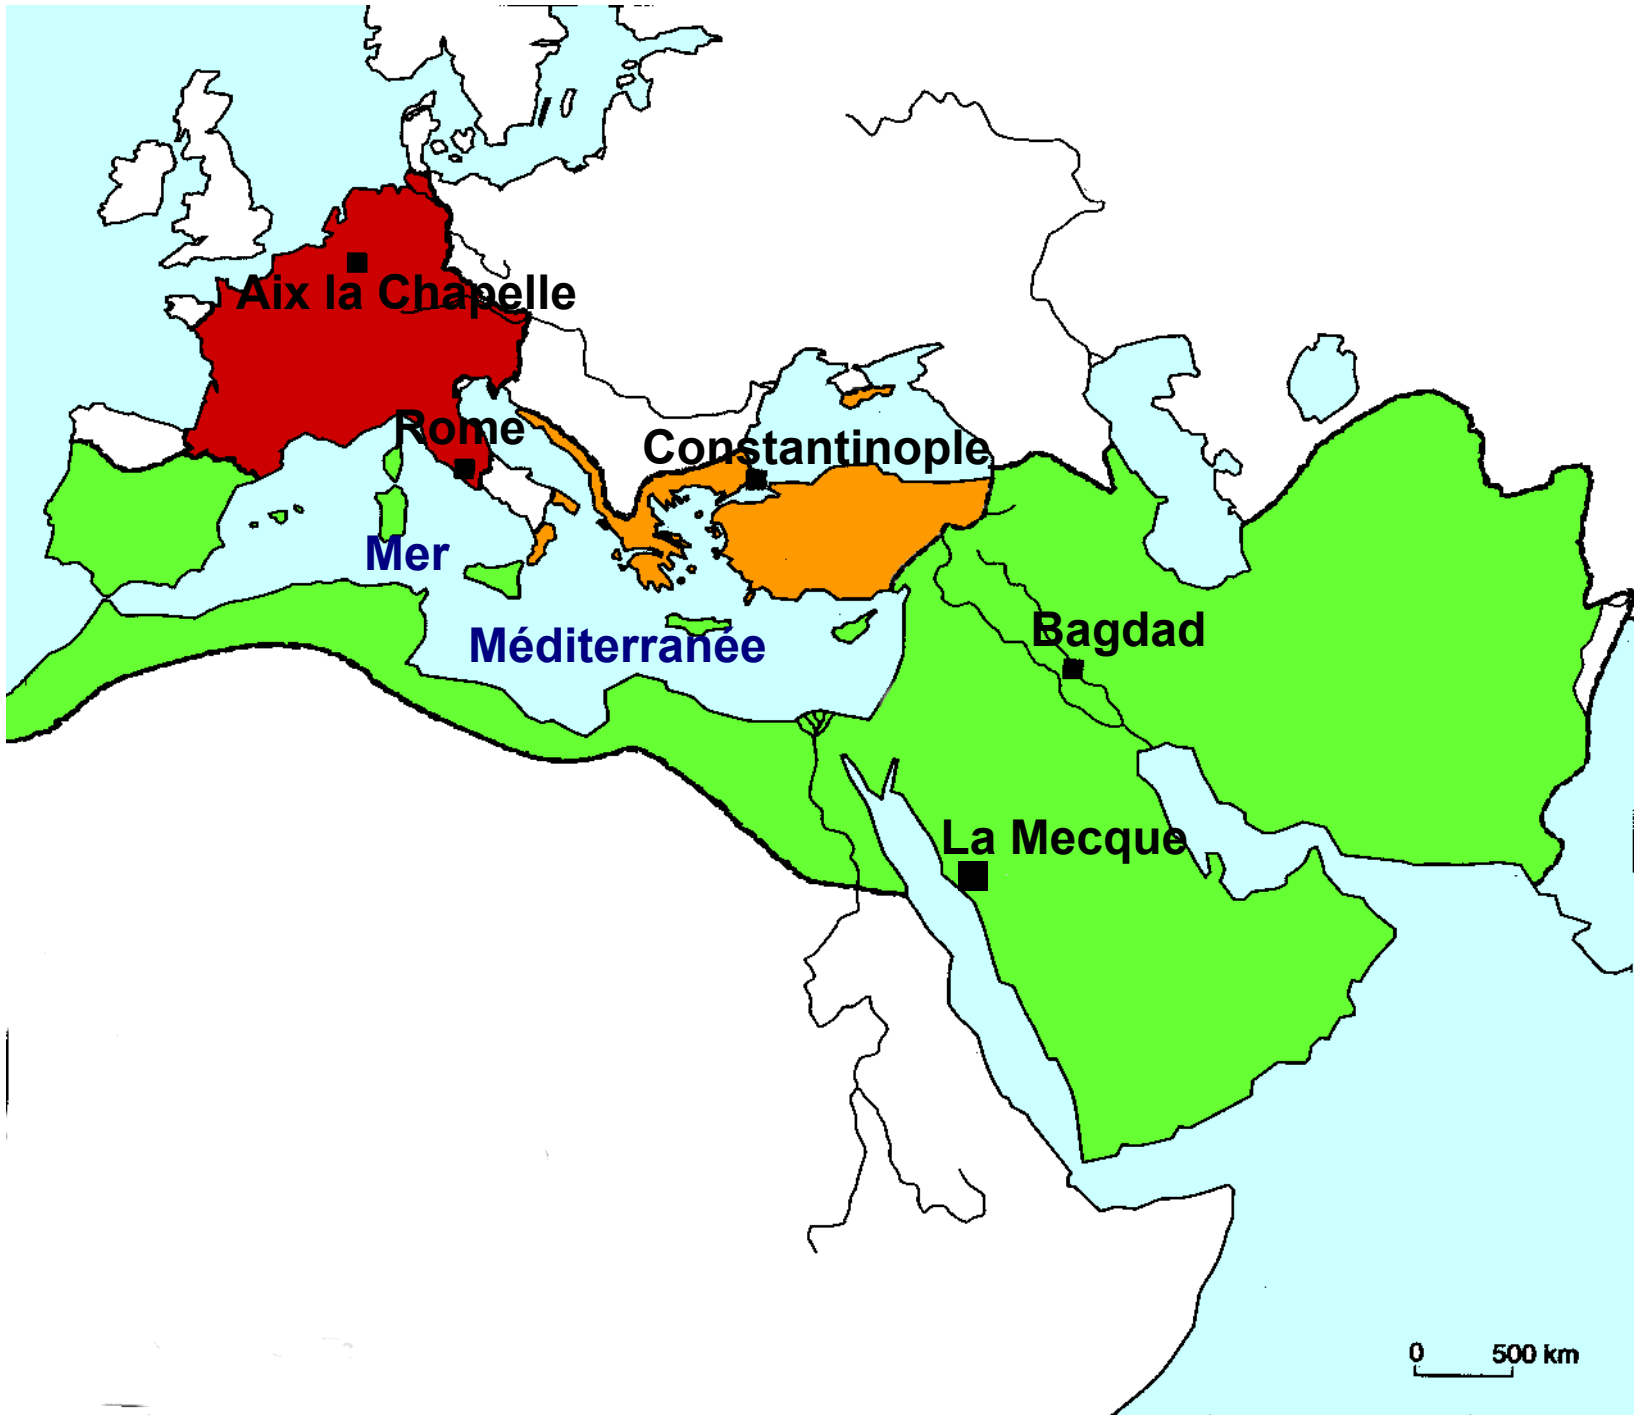 Aix la Chapelle
Rome
Constantinople
Mer
Méditerranée
Bagdad
La Mecque
0 500 km